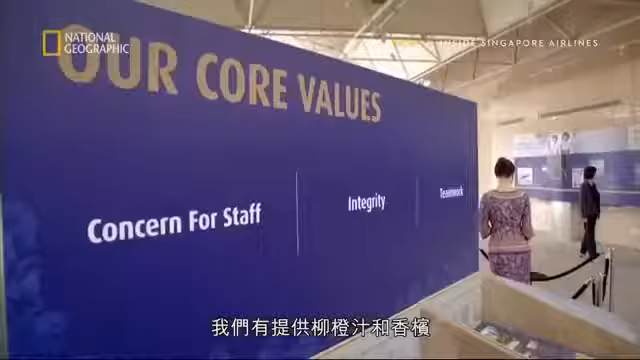 NATIONAL
GEOGRAPHIC
INSIDE SINGAPORE AIRLINES
OUR CORE VALUES
Concern For Staff
Integrity
Teamwork
我們有提供柳橙汁和香檳